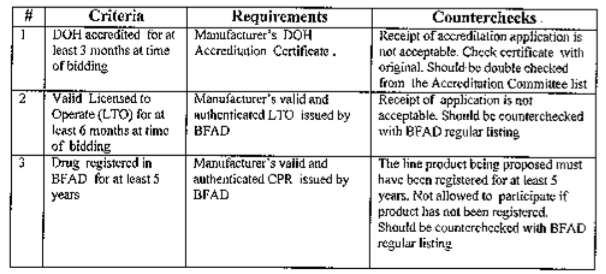 # Criteria Requirements Counterchecks
1 DOH accredited for at least 3 months at time of bidding
Manufacturer's DOH Accreditation Certificate.
Receipt of accreditation application is not acceptable. Check certificate with original. Should be double checked from the Accreditation Committee list
2 Valid Licensed to Operate (LTO) for at least 6 months at time of bidding
Manufacturer's valid and authenticated LTO issued by BFAD
Receipt of application is not acceptable. Should be counterchecked with BFAD regular listing
3 Drug registered in BFAD for at least 5 years
Manufacturer's valid and authenticated CPR issued by BFAD
The line product being proposed must have been registered for at least 5 years. Not allowed to participate if product has not been registered. Should be counterchecked with BFAD regular listing